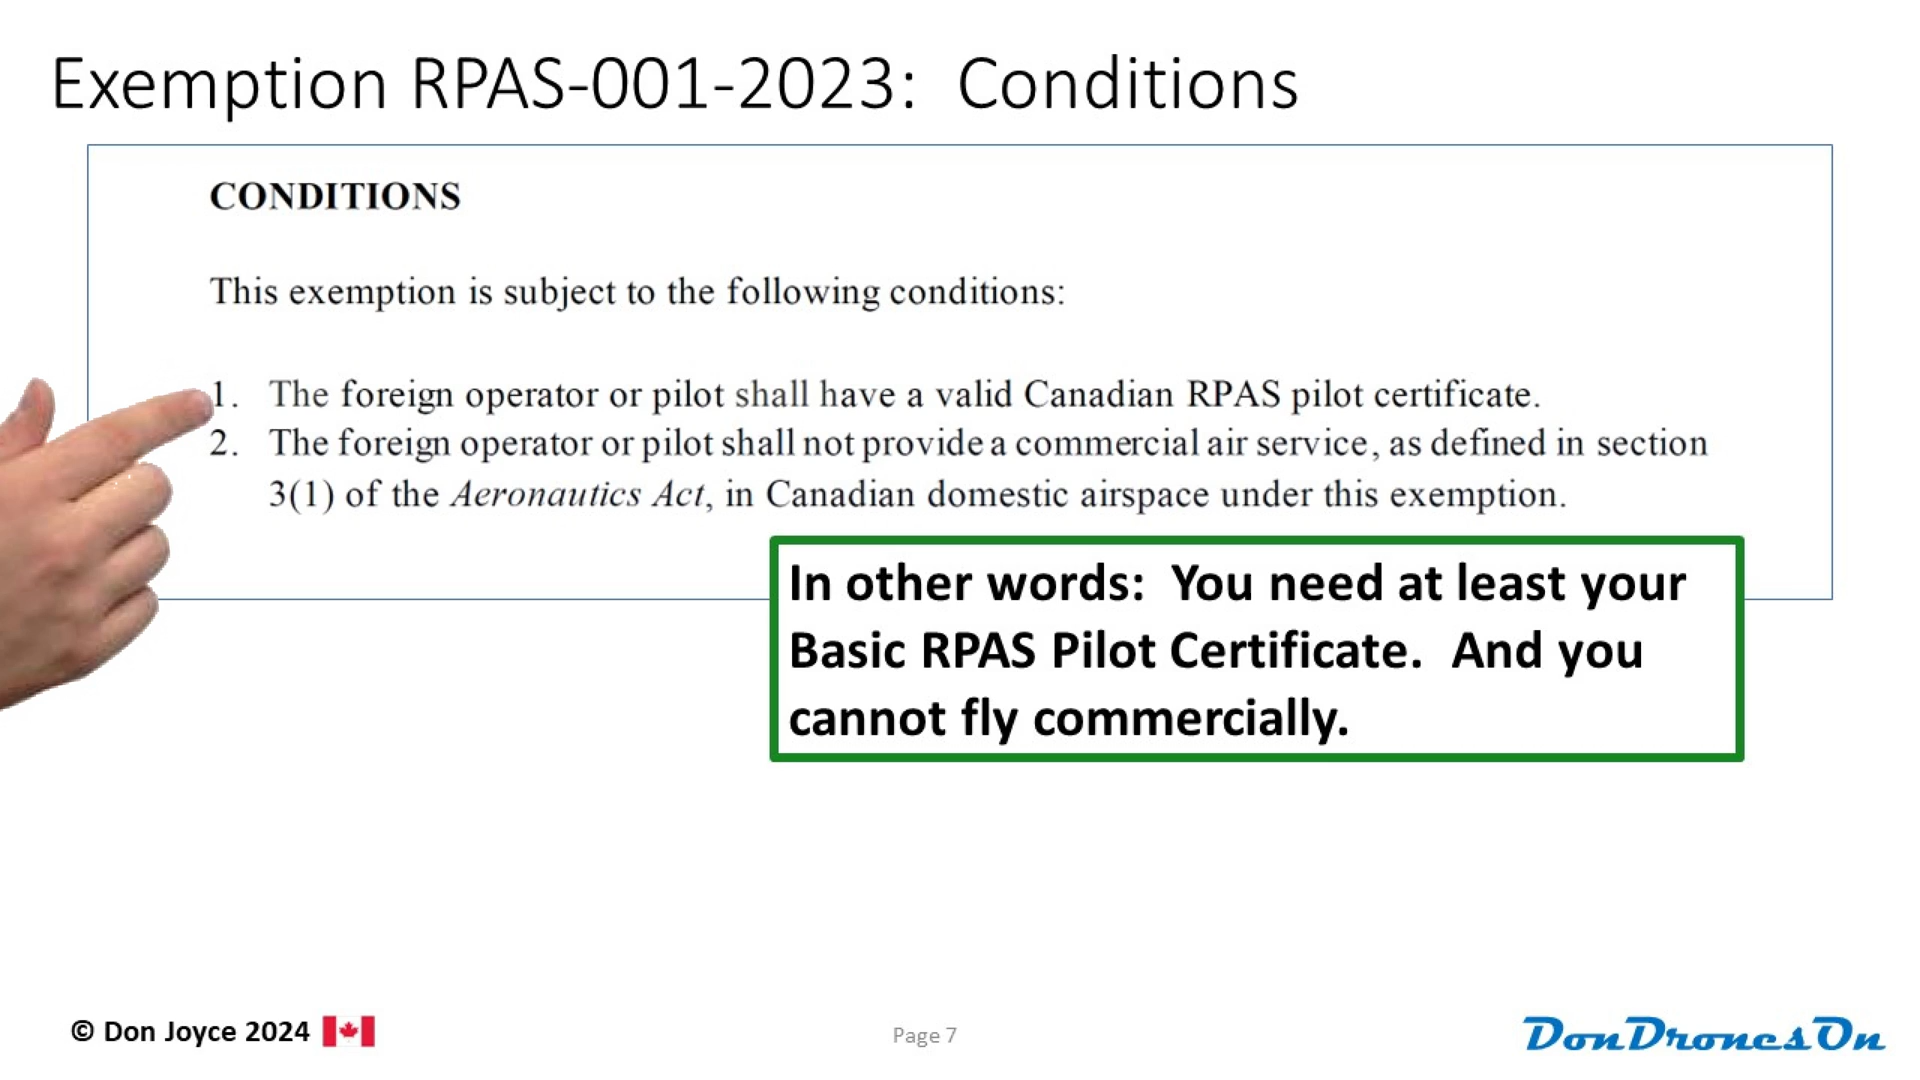 Exemption RPAS-001-2023: Conditions
CONDITIONS
This exemption is subject to the following conditions:
1. The foreign operator or pilot shall have a valid Canadian RPAS pilot certificate.
2. The foreign operator or pilot shall not provide a commercial air service, as defined in section
3(1) of the Aeronautics Act, in Canadian domestic airspace under this exemption.
In other words: You need at least your
Basic RPAS Pilot Certificate. And you
cannot fly commercially.
© Don Joyce 2024
Page 7
DonDronesOn